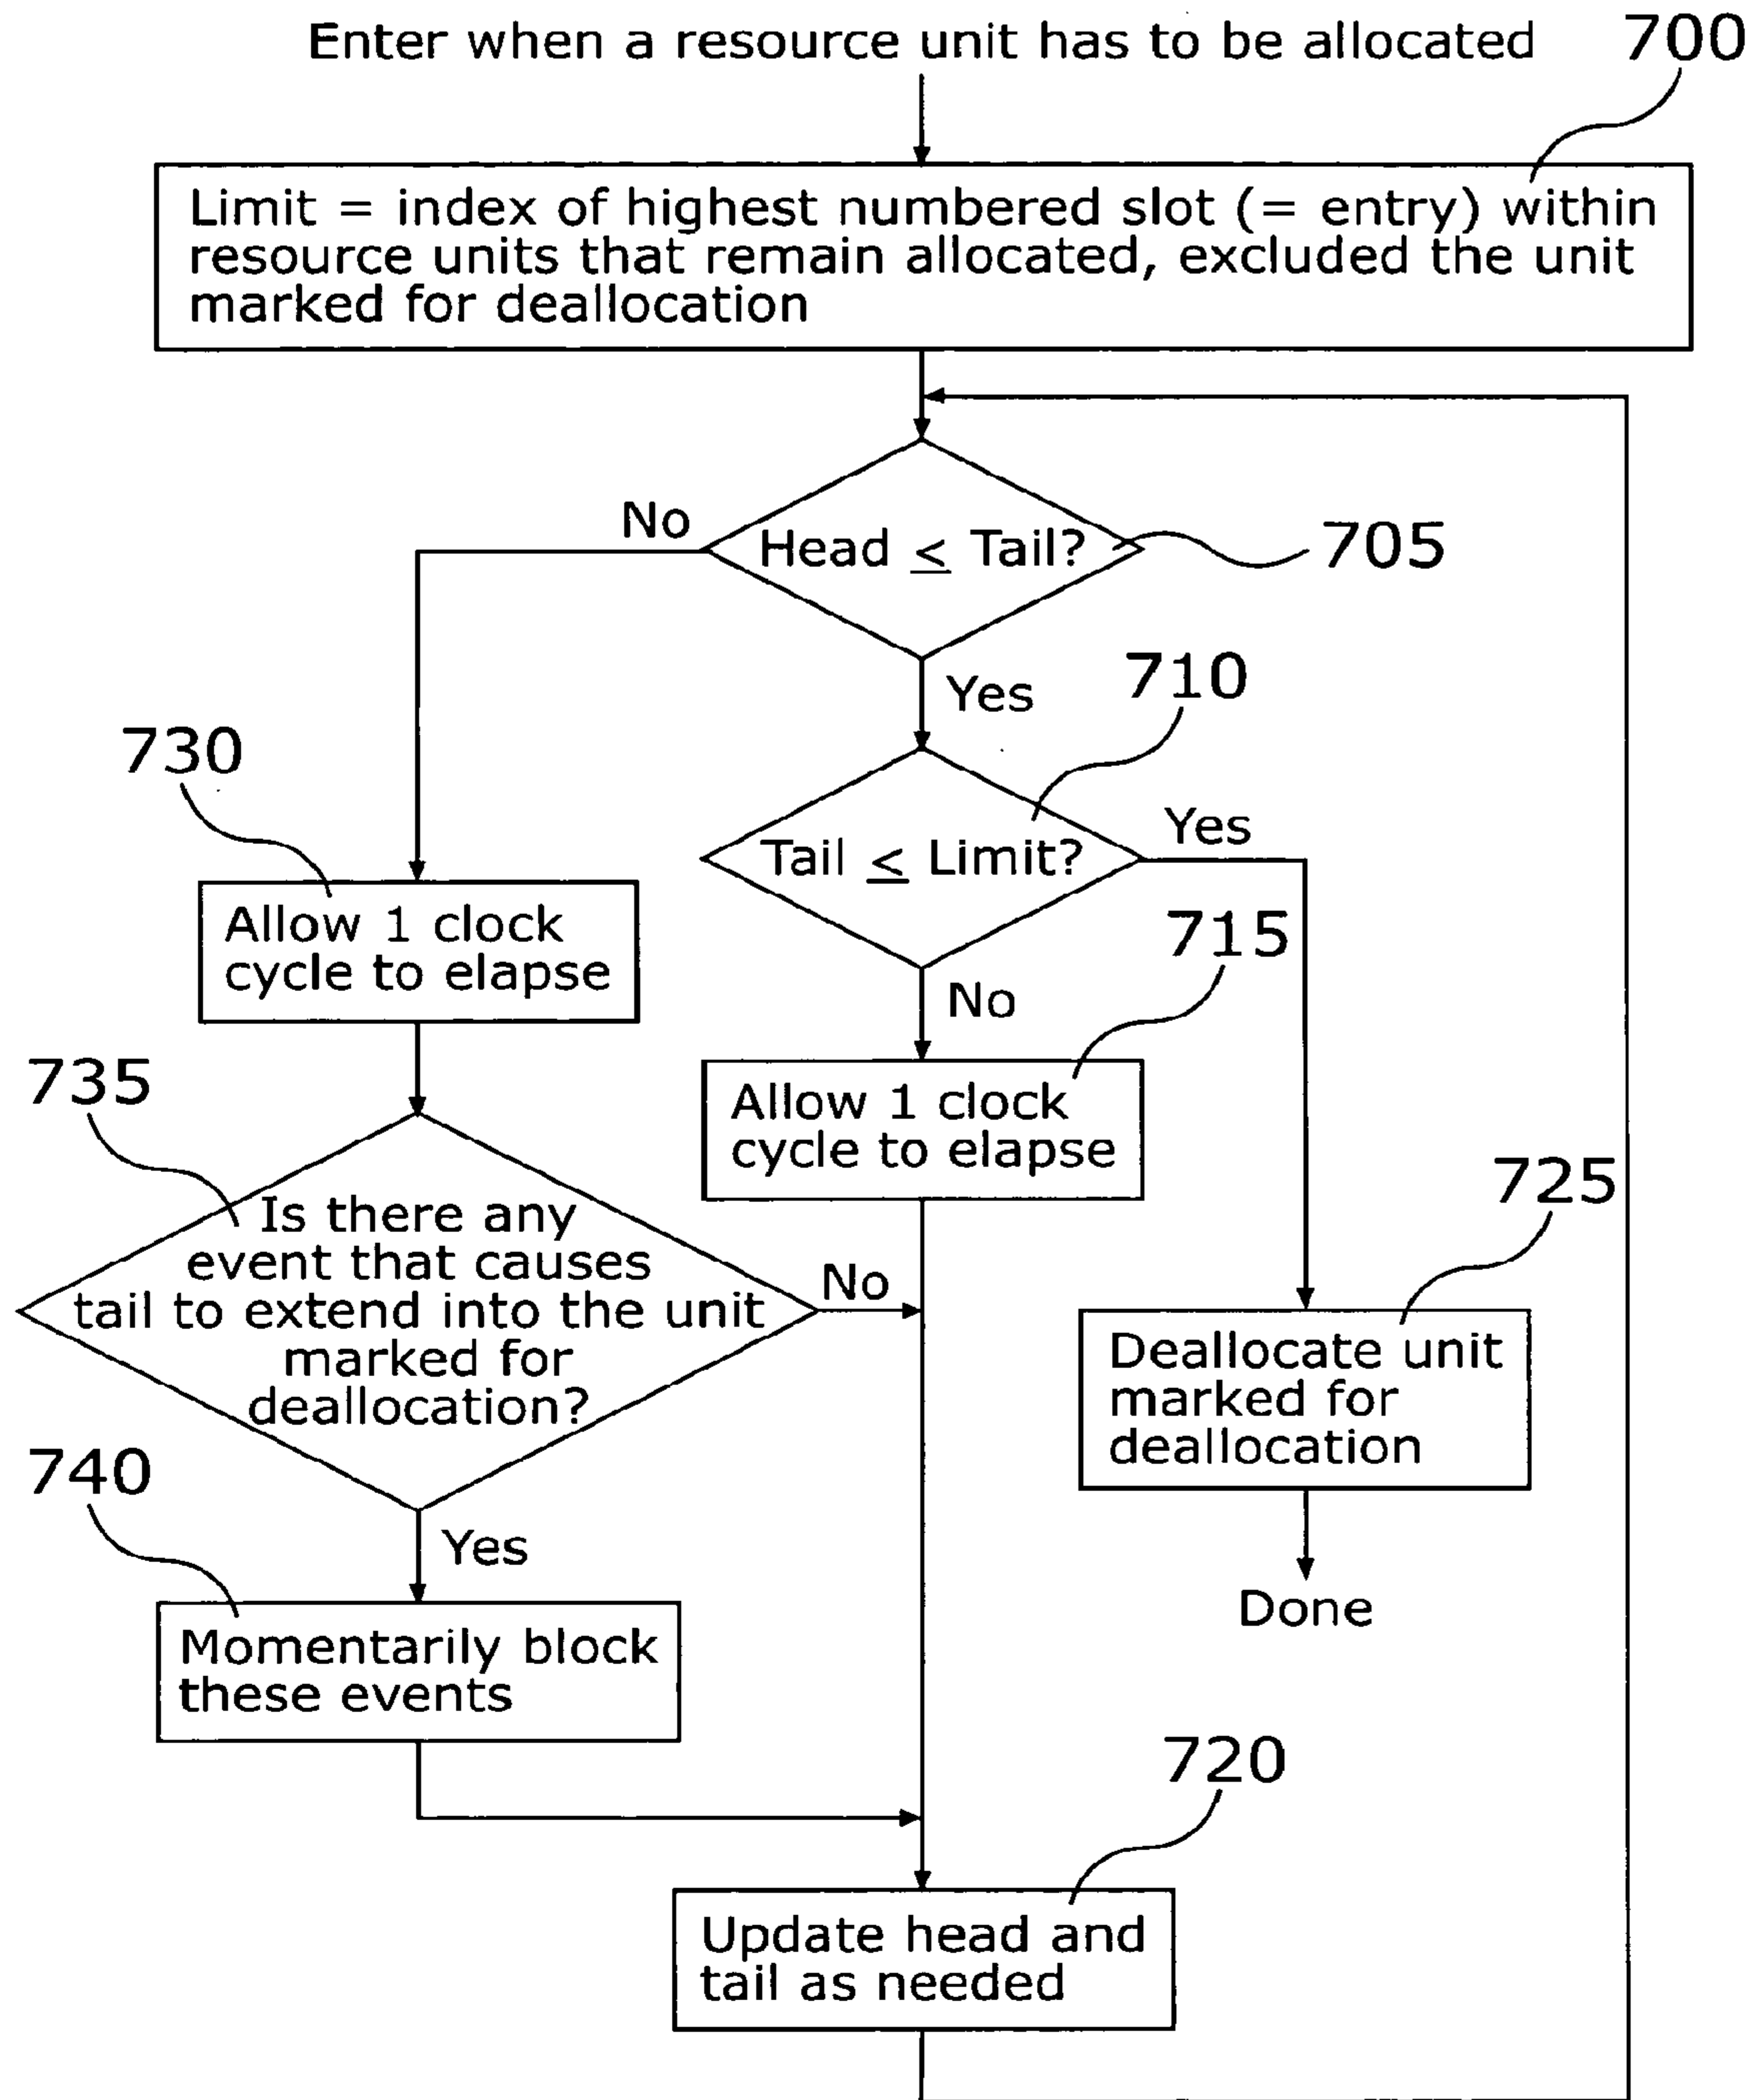 Enter when a resource unit has to be allocated
700
Limit = index of highest numbered slot (= entry) within
resource units that remain allocated, excluded the unit
marked for deallocation
No
Head ≤ Tail?
705
Yes
710
730
Tail ≤ Limit?
Yes
Allow 1 clock
cycle to elapse
715
No
735
Allow 1 clock
cycle to elapse
725
Is there any
event that causes
tail to extend into the unit
marked for
deallocation?
No
Deallocate unit
marked for
deallocation
740
Yes
Done
Momentarily block
these events
720
Update head and
tail as needed